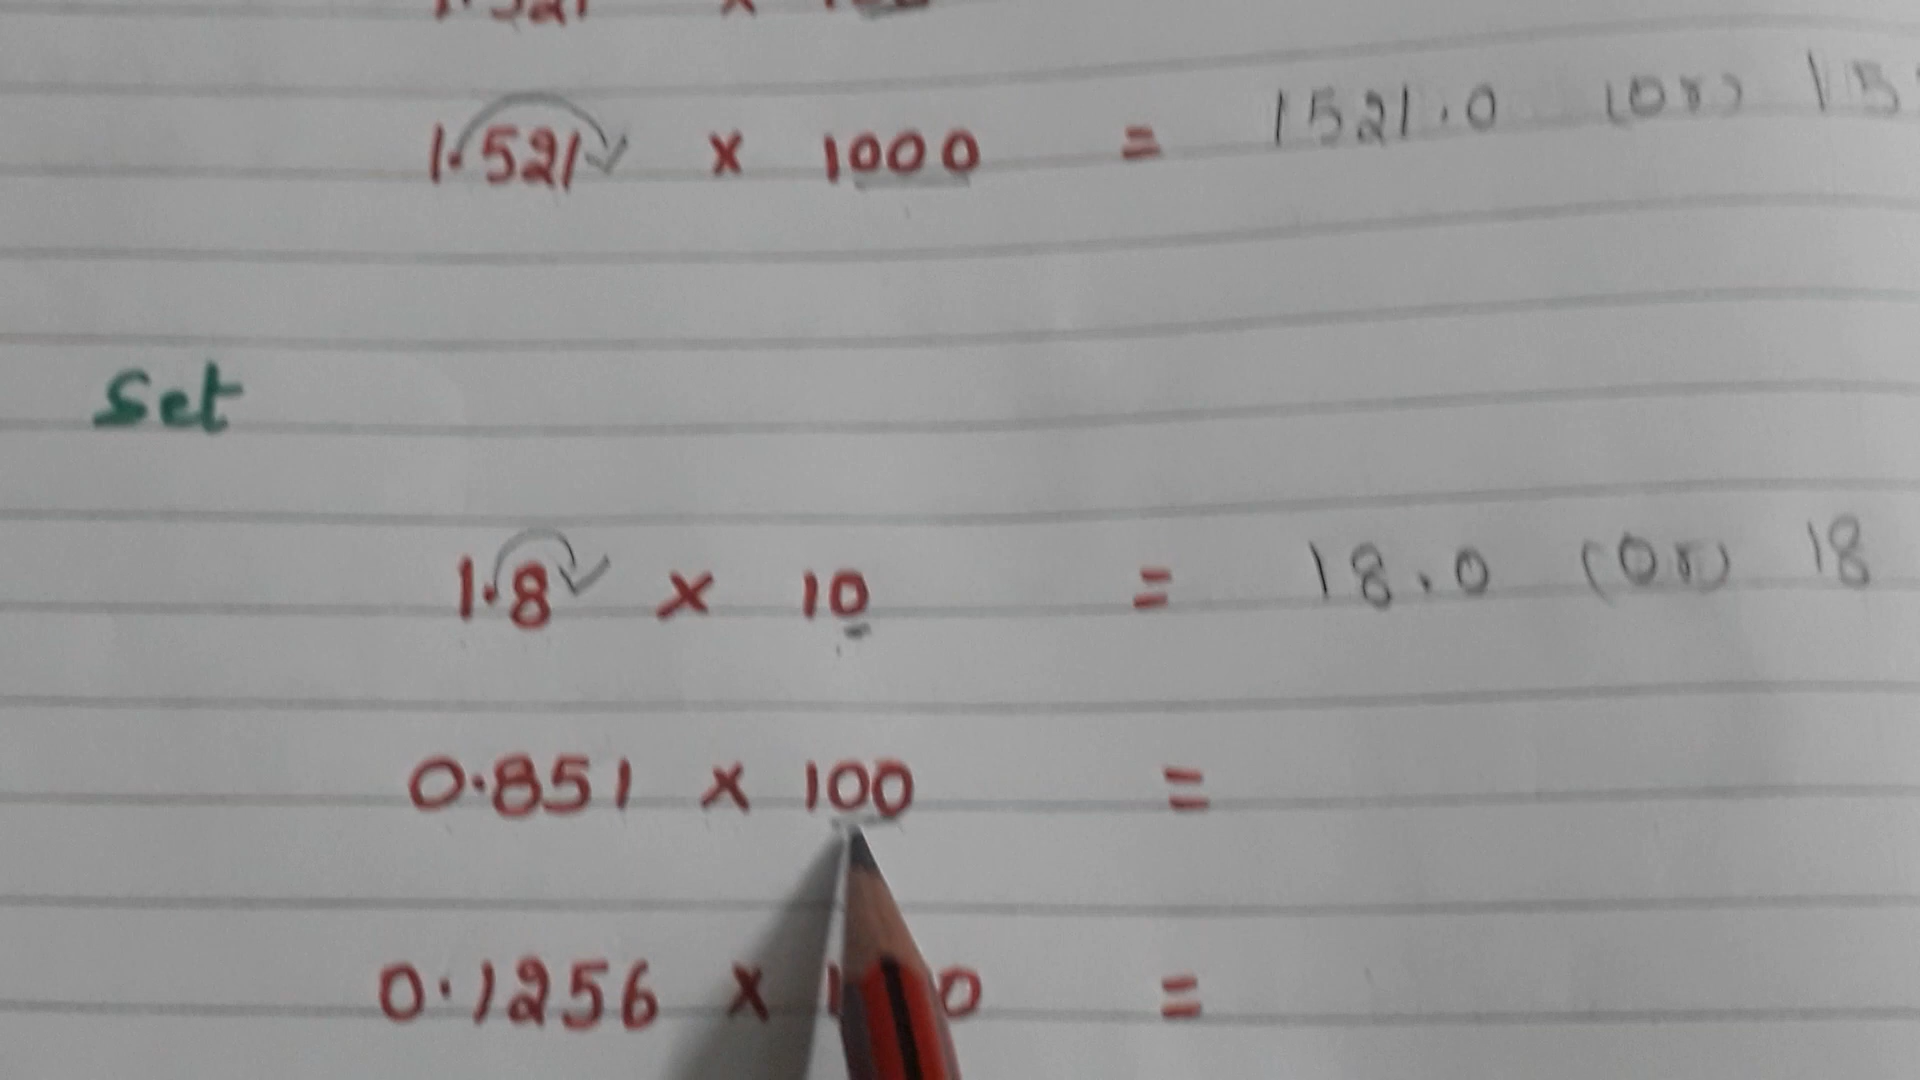 1.521 x 1000 = 1521.0 (Or) 15
Set
1.8 x 10 = 18.0 (Or) 18
0.851 x 100 =
0.1256 x =